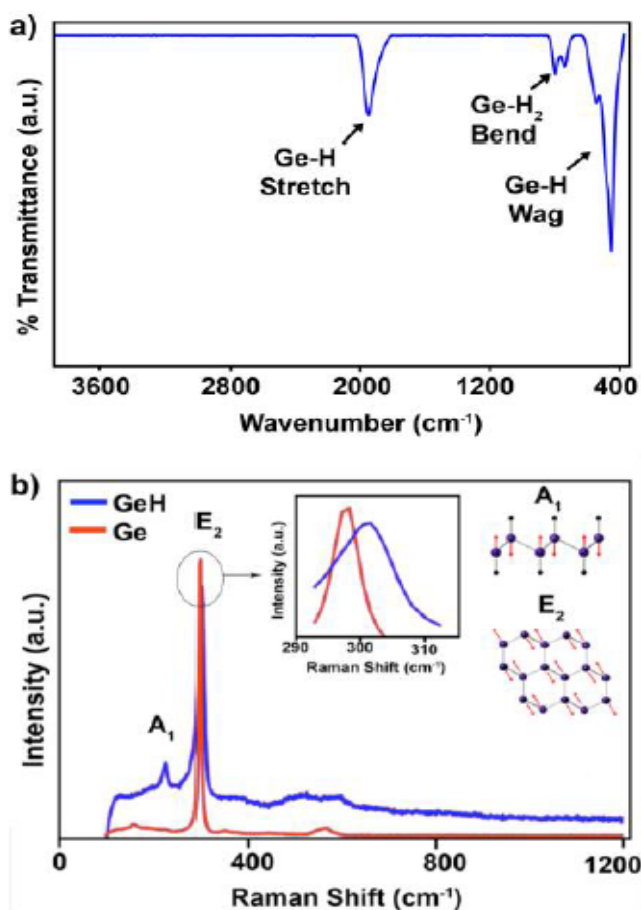 a)
% Transmittance (a.u.)
Ge-H
Stretch
Ge-H₂
Bend
Ge-H
Wag
3600 2800 2000 1200 400
Wavenumber (cm⁻¹)
b)
GeH
Ge
E₂
A₁
Intensity (a.u.)
290 300 310
Raman Shift (cm⁻¹)
A₁
E₂
Intensity (a.u.)
0 400 800 1200
Raman Shift (cm⁻¹)